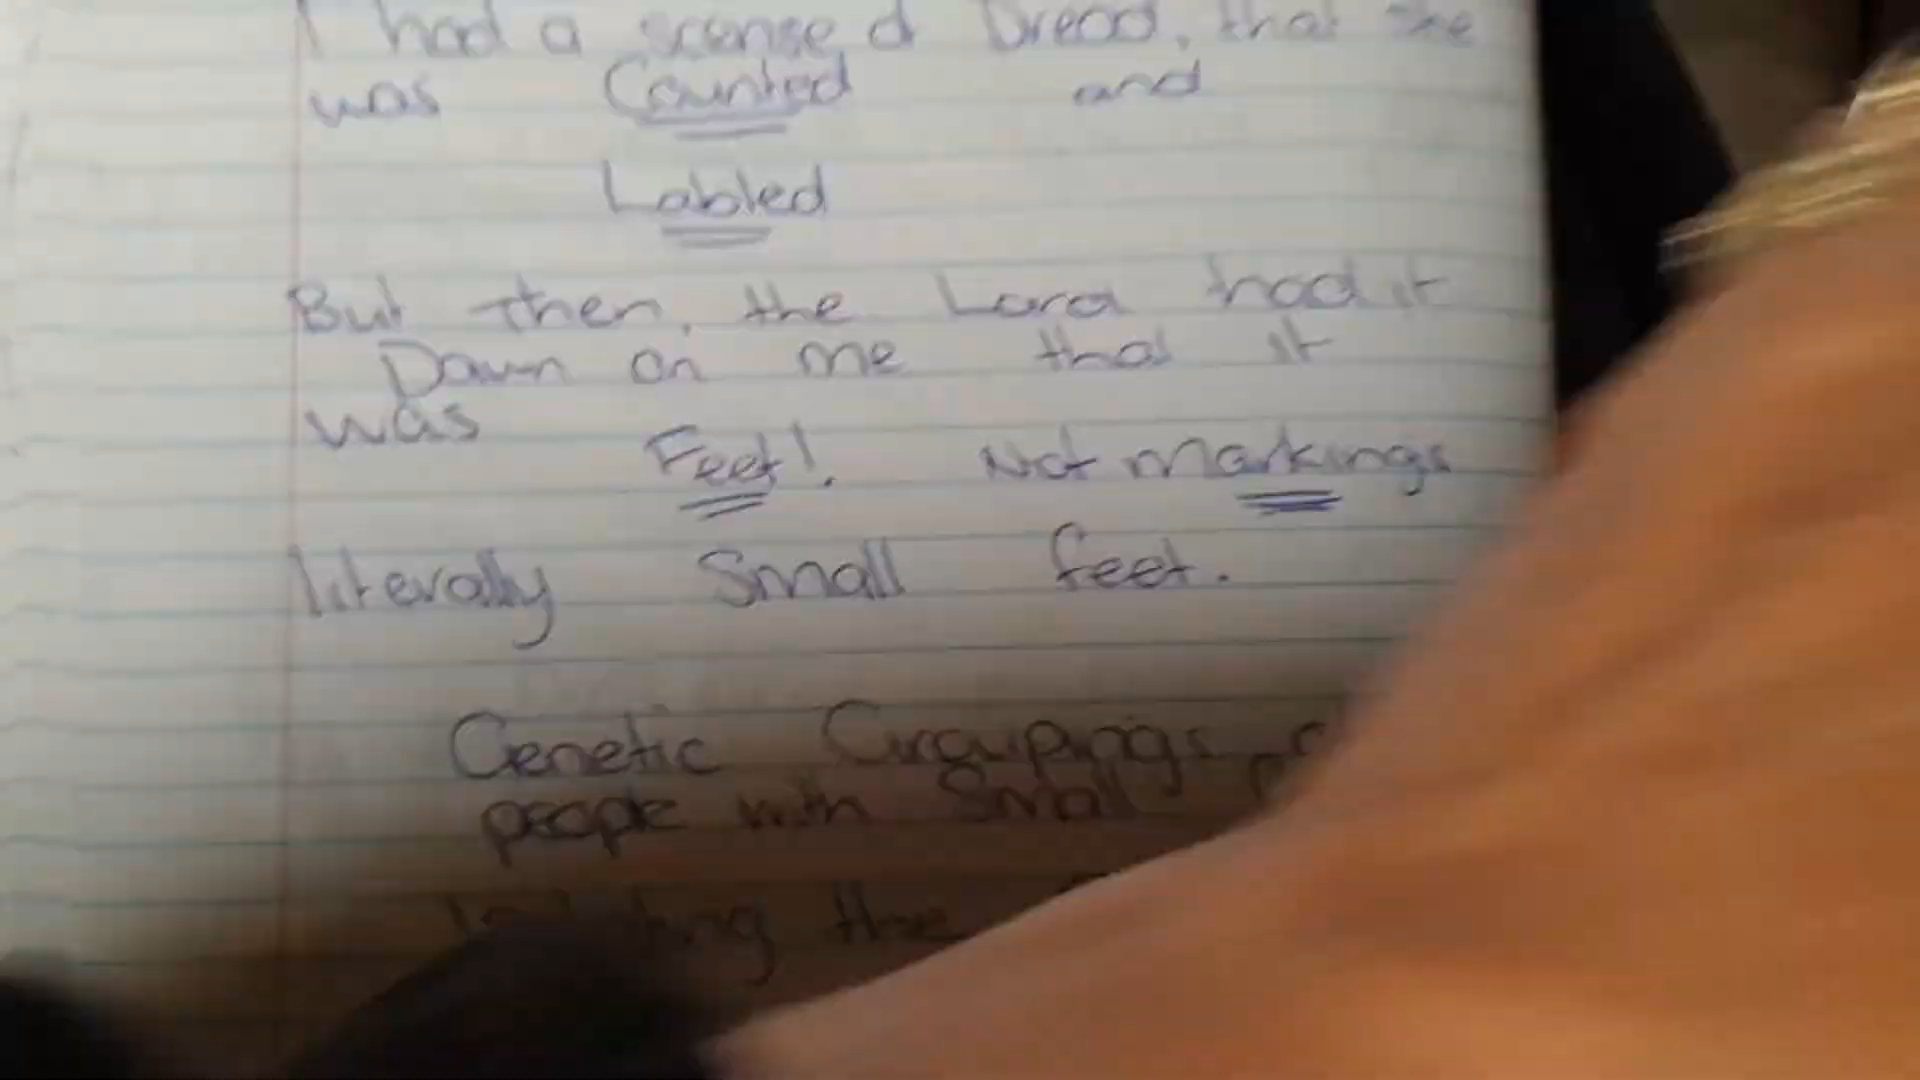 I had a scense of Dread, that she
was Counted and
Labled
But then, the Lord had it
Dawn on me that it
was
Feet! Not markings
literally Small feet.
Genetic Groupings
people with Small
the